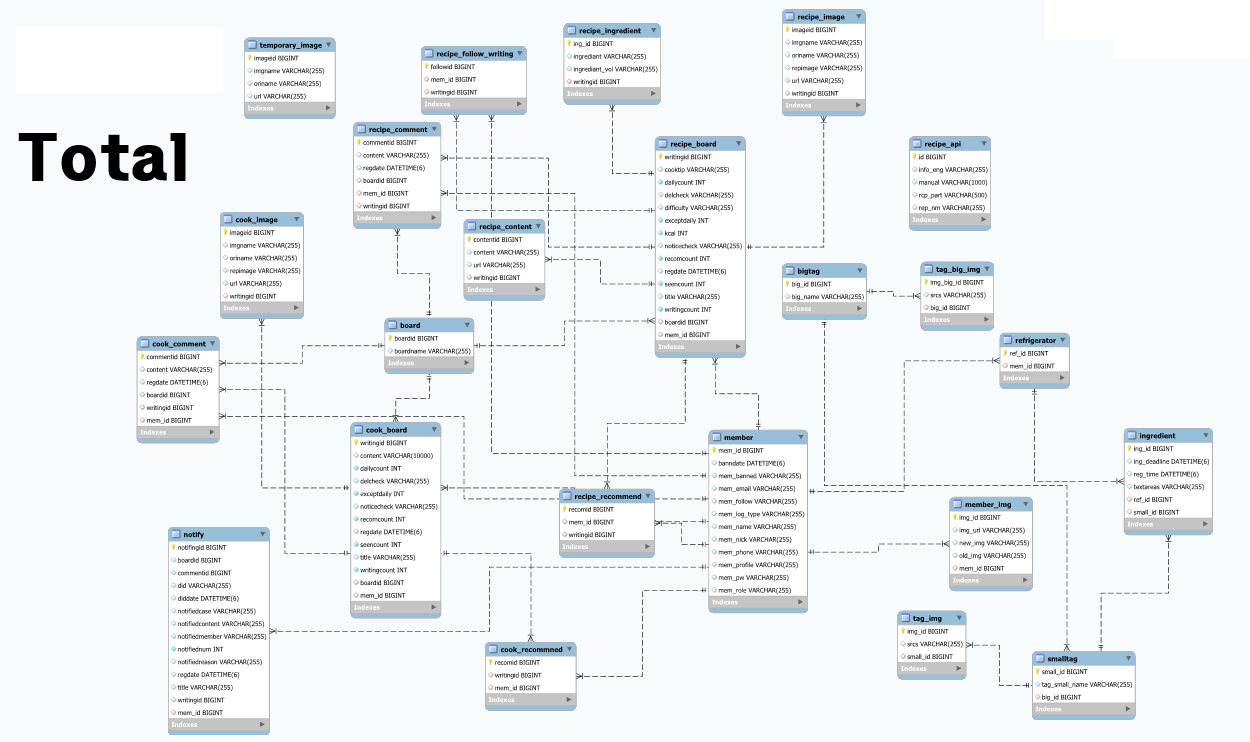 Total
temporary_image
imageid BIGINT
imgname VARCHAR(255)
oriname VARCHAR(255)
url VARCHAR(255)
Indexes
recipe_follow_writing
followid BIGINT
mem_id BIGINT
writingid BIGINT
Indexes
recipe_ingredient
ing_id BIGINT
ingrediant VARCHAR(255)
ingrediant_vol VARCHAR(255)
writingid BIGINT
Indexes
recipe_image
imageid BIGINT
imgname VARCHAR(255)
oriname VARCHAR(255)
repimage VARCHAR(255)
url VARCHAR(255)
writingid BIGINT
Indexes
recipe_comment
commentid BIGINT
content VARCHAR(255)
regdate DATETIME(6)
boardid BIGINT
mem_id BIGINT
writingid BIGINT
Indexes
recipe_board
writingid BIGINT
cooktip VARCHAR(255)
dailycount INT
delcheck VARCHAR(255)
difficulty VARCHAR(255)
exceptdaily INT
kcal INT
noticecheck VARCHAR(255)
recomcount INT
regdate DATETIME(6)
seencount INT
title VARCHAR(255)
writingcount INT
boardid BIGINT
mem_id BIGINT
Indexes
recipe_api
id BIGINT
info_eng VARCHAR(255)
manual VARCHAR(1000)
rcp_part VARCHAR(500)
rep_nm VARCHAR(255)
Indexes
cook_image
imageid BIGINT
imgname VARCHAR(255)
oriname VARCHAR(255)
repimage VARCHAR(255)
url VARCHAR(255)
writingid BIGINT
Indexes
recipe_content
contentid BIGINT
content VARCHAR(255)
url VARCHAR(255)
writingid BIGINT
Indexes
bigtag
big_id BIGINT
big_name VARCHAR(255)
Indexes
tag_big_img
img_big_id BIGINT
srcs VARCHAR(255)
big_id BIGINT
Indexes
board
boardid BIGINT
boardname VARCHAR(255)
Indexes
refrigerator
ref_id BIGINT
mem_id BIGINT
Indexes
cook_comment
commentid BIGINT
content VARCHAR(255)
regdate DATETIME(6)
boardid BIGINT
writingid BIGINT
mem_id BIGINT
Indexes
cook_board
writingid BIGINT
content VARCHAR(10000)
dailycount INT
delcheck VARCHAR(255)
exceptdaily INT
noticecheck VARCHAR(255)
recomcount INT
regdate DATETIME(6)
seencount INT
title VARCHAR(255)
writingcount INT
boardid BIGINT
mem_id BIGINT
Indexes
member
mem_id BIGINT
banndate DATETIME(6)
mem_banned VARCHAR(255)
mem_email VARCHAR(255)
mem_follow VARCHAR(255)
mem_log_type VARCHAR(255)
mem_name VARCHAR(255)
mem_nick VARCHAR(255)
mem_phone VARCHAR(255)
mem_profile VARCHAR(255)
mem_pw VARCHAR(255)
mem_role VARCHAR(255)
Indexes
ingredient
ing_id BIGINT
ing_deadline DATETIME(6)
reg_time DATETIME(6)
textareas VARCHAR(255)
ref_id BIGINT
small_id BIGINT
Indexes
recipe_recommend
recomid BIGINT
mem_id BIGINT
writingid BIGINT
Indexes
member_img
img_id BIGINT
img_url VARCHAR(255)
new_img VARCHAR(255)
old_img VARCHAR(255)
mem_id BIGINT
Indexes
notify
notifingid BIGINT
boardid BIGINT
commentid BIGINT
did VARCHAR(255)
diddate DATETIME(6)
notifiedcase VARCHAR(255)
notifiedcontent VARCHAR(255)
notifiedmember VARCHAR(255)
notifiednum INT
notifiedreason VARCHAR(255)
regdate DATETIME(6)
title VARCHAR(255)
writingid BIGINT
mem_id BIGINT
Indexes
cook_recommned
recomid BIGINT
writingid BIGINT
mem_id BIGINT
Indexes
tag_img
img_id BIGINT
srcs VARCHAR(255)
small_id BIGINT
Indexes
smalltag
small_id BIGINT
tag_small_name VARCHAR(255)
big_id BIGINT
Indexes